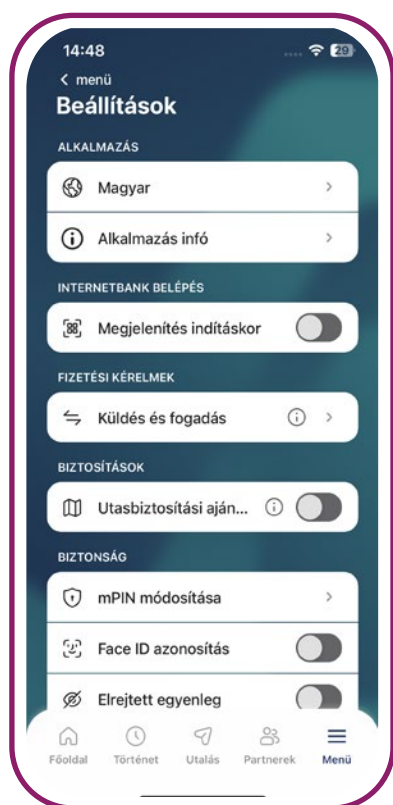 14:48
29
menü
Beállítások
ALKALMAZÁS
Magyar
Alkalmazás infó
INTERNETBANK BELÉPÉS
Megjelenítés indításkor
FIZETÉSI KÉRELMEK
Küldés és fogadás
BIZTOSÍTÁSOK
Utasbiztosítási aján...
BIZTONSÁG
mPIN módosítása
Face ID azonosítás
Elrejtett egyenleg
Főoldal Történet Utalás Partnerek Menü